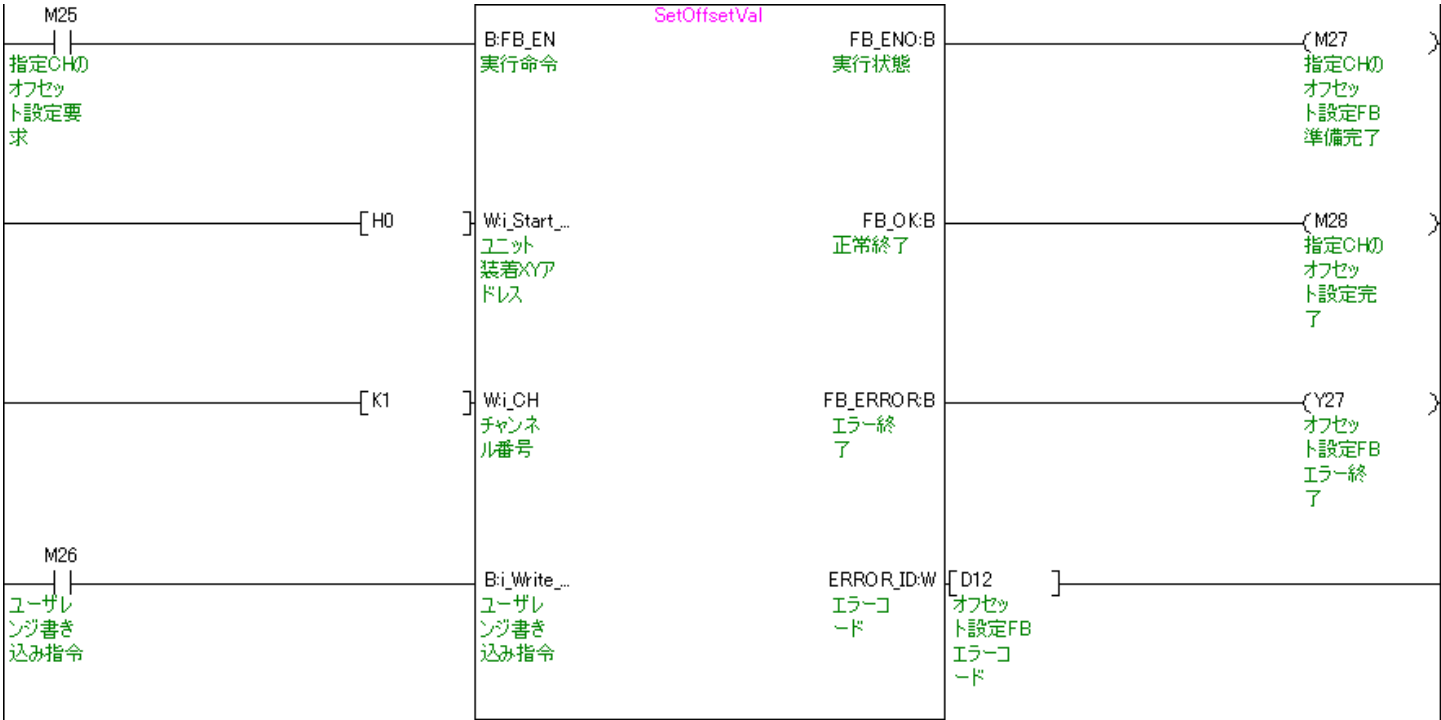 SetOffsetVal
M25
B:FB_EN
FB_ENO:B
M27
指定CHの
オフセッ
ト設定要
求
実行命令
実行状態
指定CHの
オフセッ
ト設定FB
準備完了
H0
W:i_Start_...
FB_OK:B
M28
ユニット
装着XYア
ドレス
正常終了
指定CHの
オフセッ
ト設定完
了
K1
W:i_CH
FB_ERROR:B
Y27
チャンネ
ル番号
エラー終
了
オフセッ
ト設定FB
エラー終
了
M26
B:i_Write_...
ERROR_ID:W
D12
ユーザレ
ンジ書き
込み指令
ユーザレ
ンジ書き
込み指令
エラーコ
ード
オフセッ
ト設定FB
エラーコ
ード